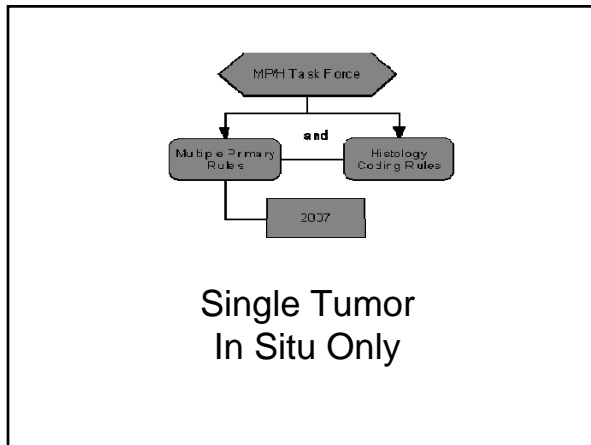 MP/H Task Force
and
Multiple Primary
Rules
Histology
Coding Rules
2007
Single Tumor
In Situ Only